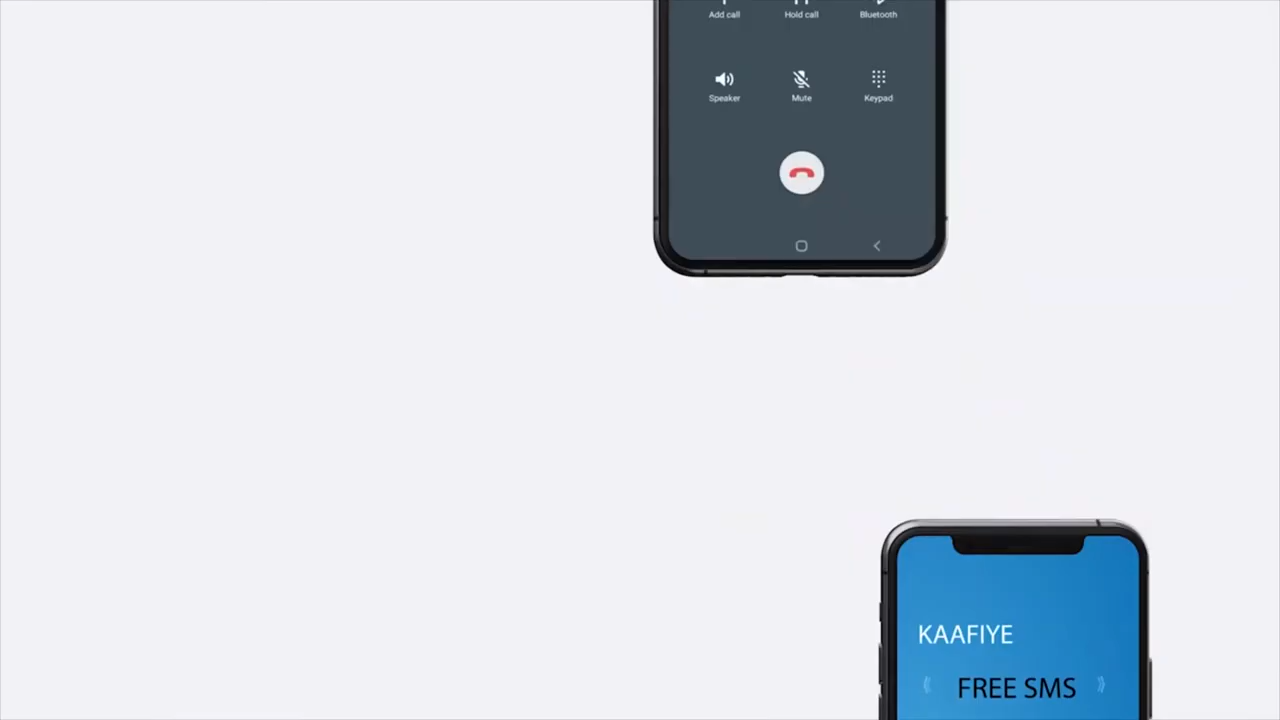 Add call Hold call Bluetooth
Speaker Mute Keypad
KAAFIYE
FREE SMS